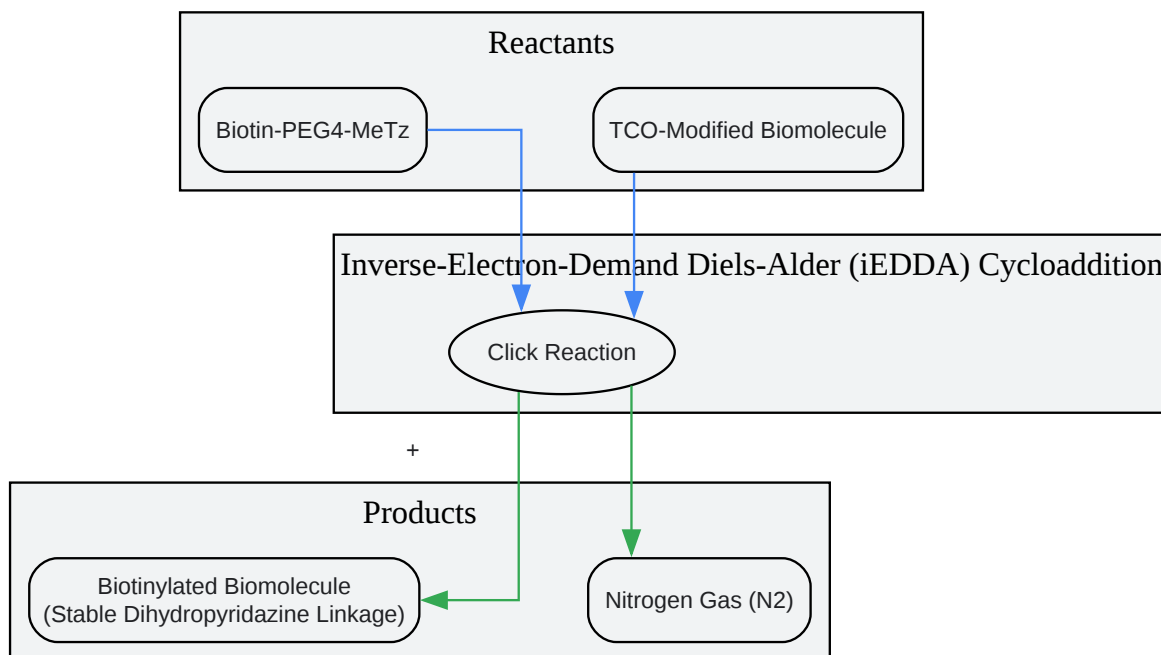 Reactants
Biotin-PEG4-MeTz
TCO-Modified Biomolecule
Inverse-Electron-Demand Diels-Alder (iEDDA) Cycloaddition
Click Reaction
+
Products
Biotinylated Biomolecule
(Stable Dihydropyridazine Linkage)
Nitrogen Gas (N2)